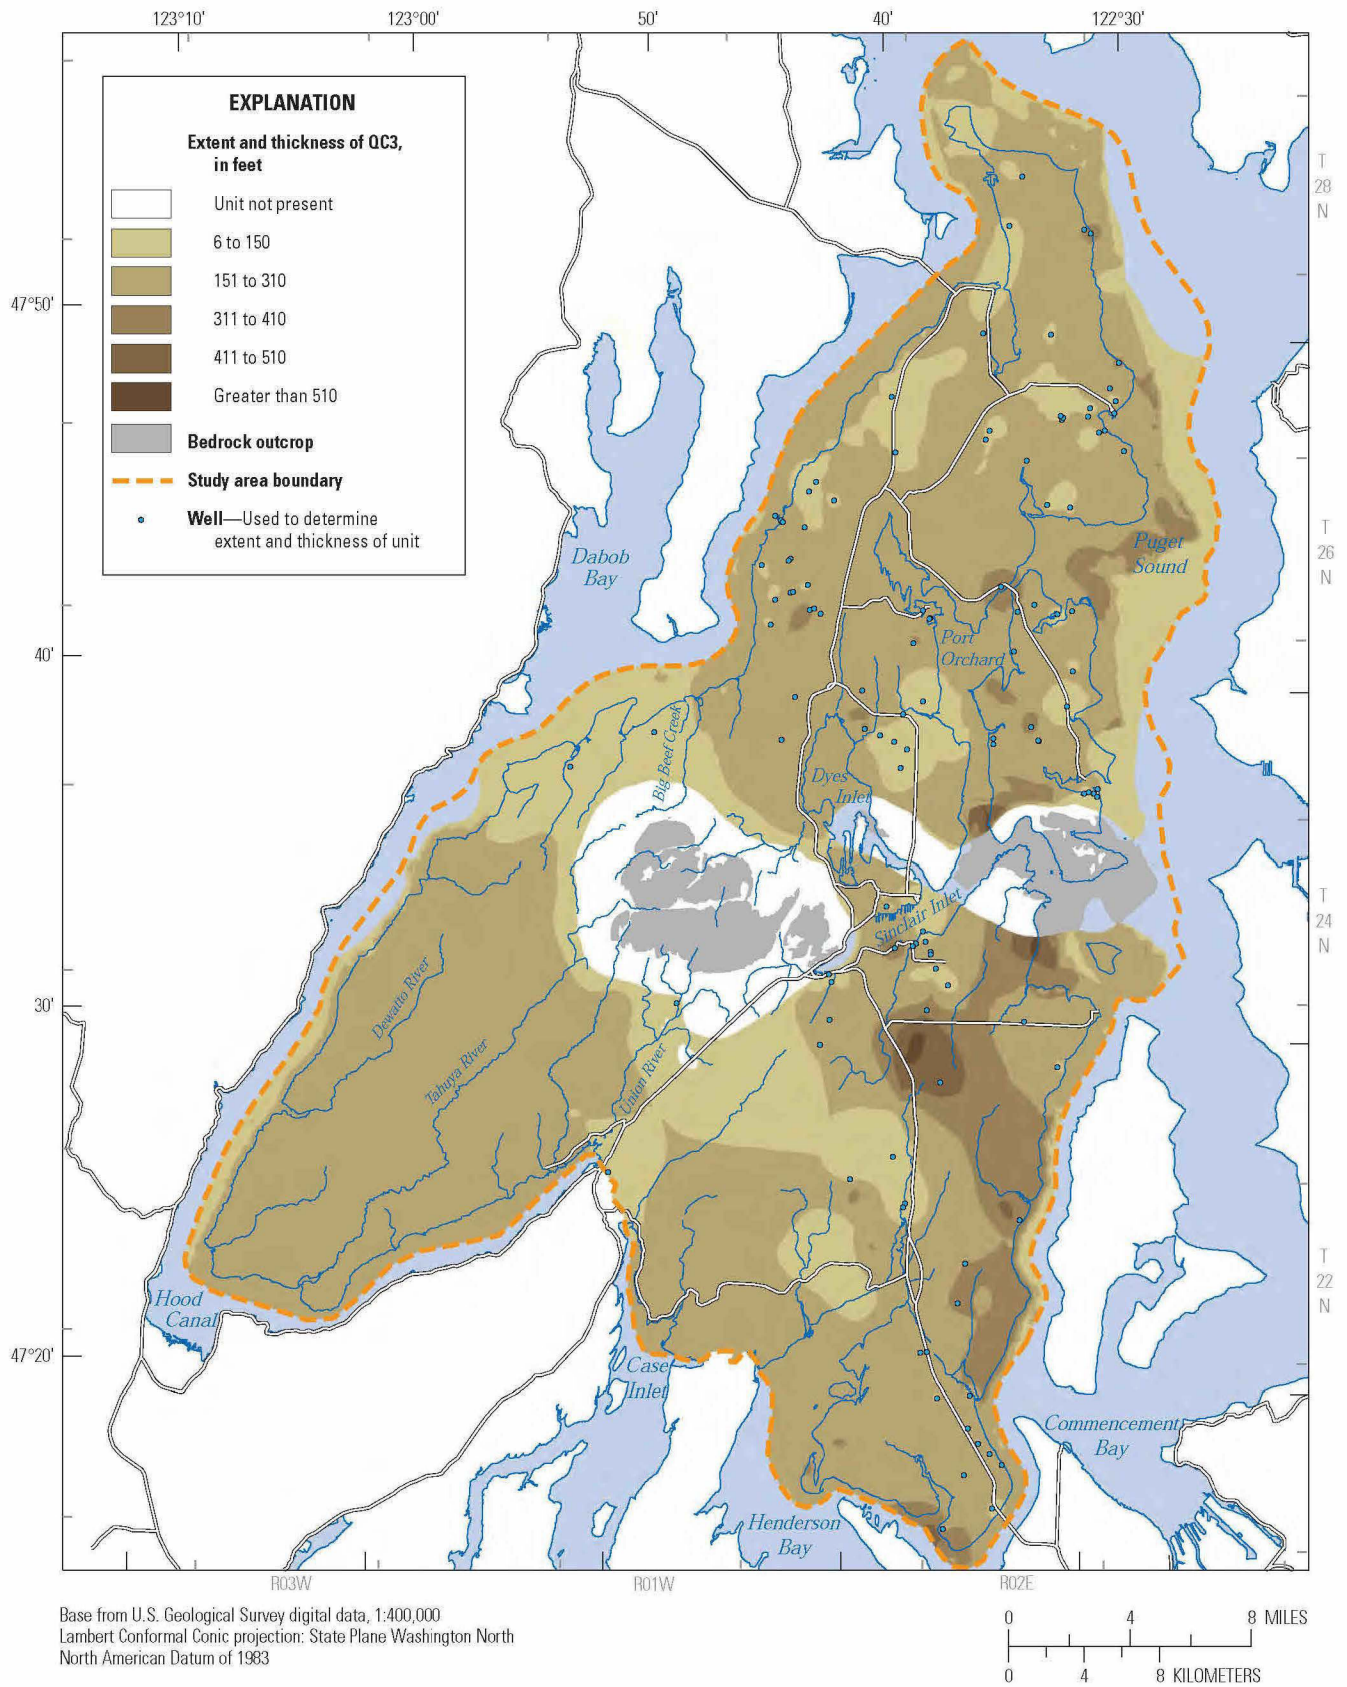 123°10'
123°00'
50'
40'
122°30'
EXPLANATION
Extent and thickness of QC3,
in feet
Unit not present
6 to 150
151 to 310
311 to 410
411 to 510
Greater than 510
Bedrock outcrop
Study area boundary
Well—Used to determine
extent and thickness of unit
T
28
N
47°50'
T
26
N
Dabob
Bay
Puget
Sound
Port
Orchard
40'
Big Beef Creek
Dyes
Inlet
T
24
N
Sinclair Inlet
Dewatto River
30'
Tahuya River
Union River
T
22
N
Hood
Canal
47°20'
Case
Inlet
Commencement
Bay
Henderson
Bay
R03W
R01W
R02E
Base from U.S. Geological Survey digital data, 1:400,000
Lambert Conformal Conic projection: State Plane Washington North
North American Datum of 1983
0
4
8 MILES
0
4
8 KILOMETERS